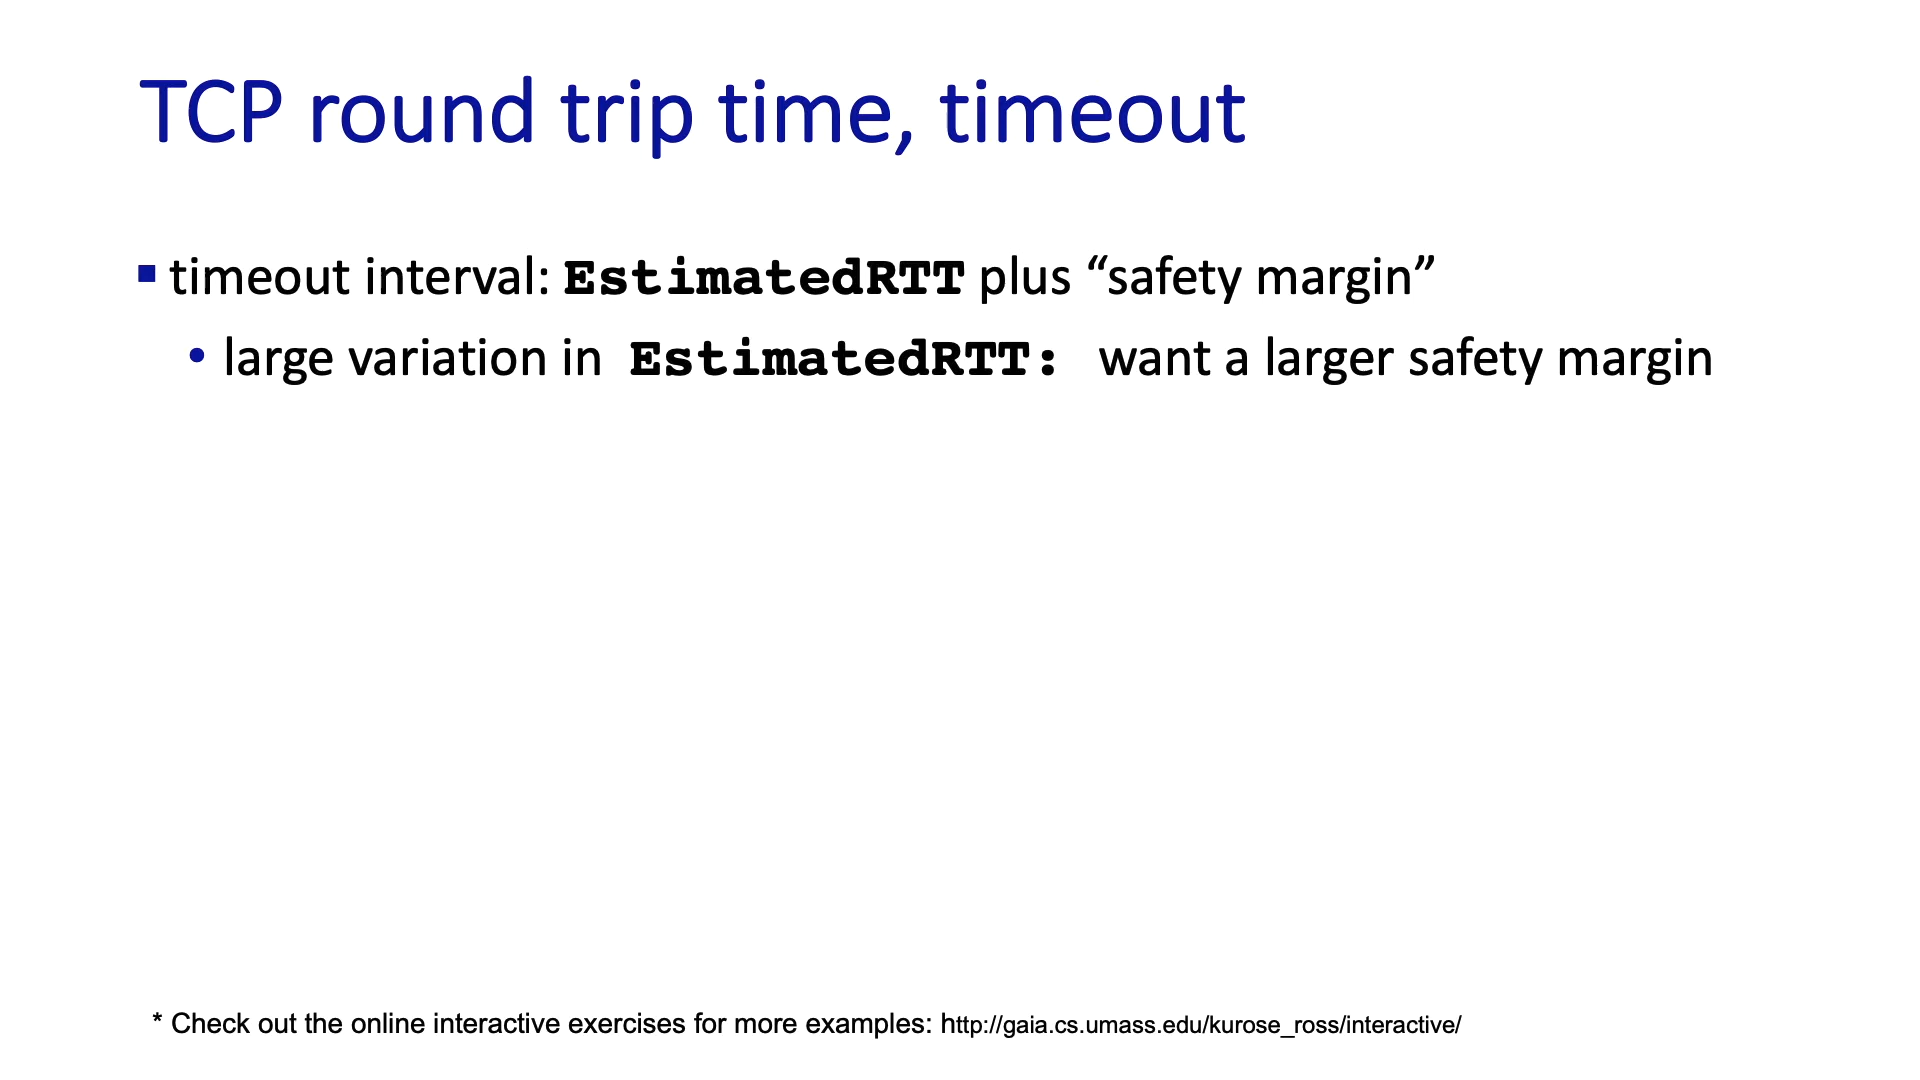 TCP round trip time, timeout
▪ timeout interval: EstimatedRTT plus “safety margin”
• large variation in EstimatedRTT: want a larger safety margin
* Check out the online interactive exercises for more examples: http://gaia.cs.umass.edu/kurose_ross/interactive/